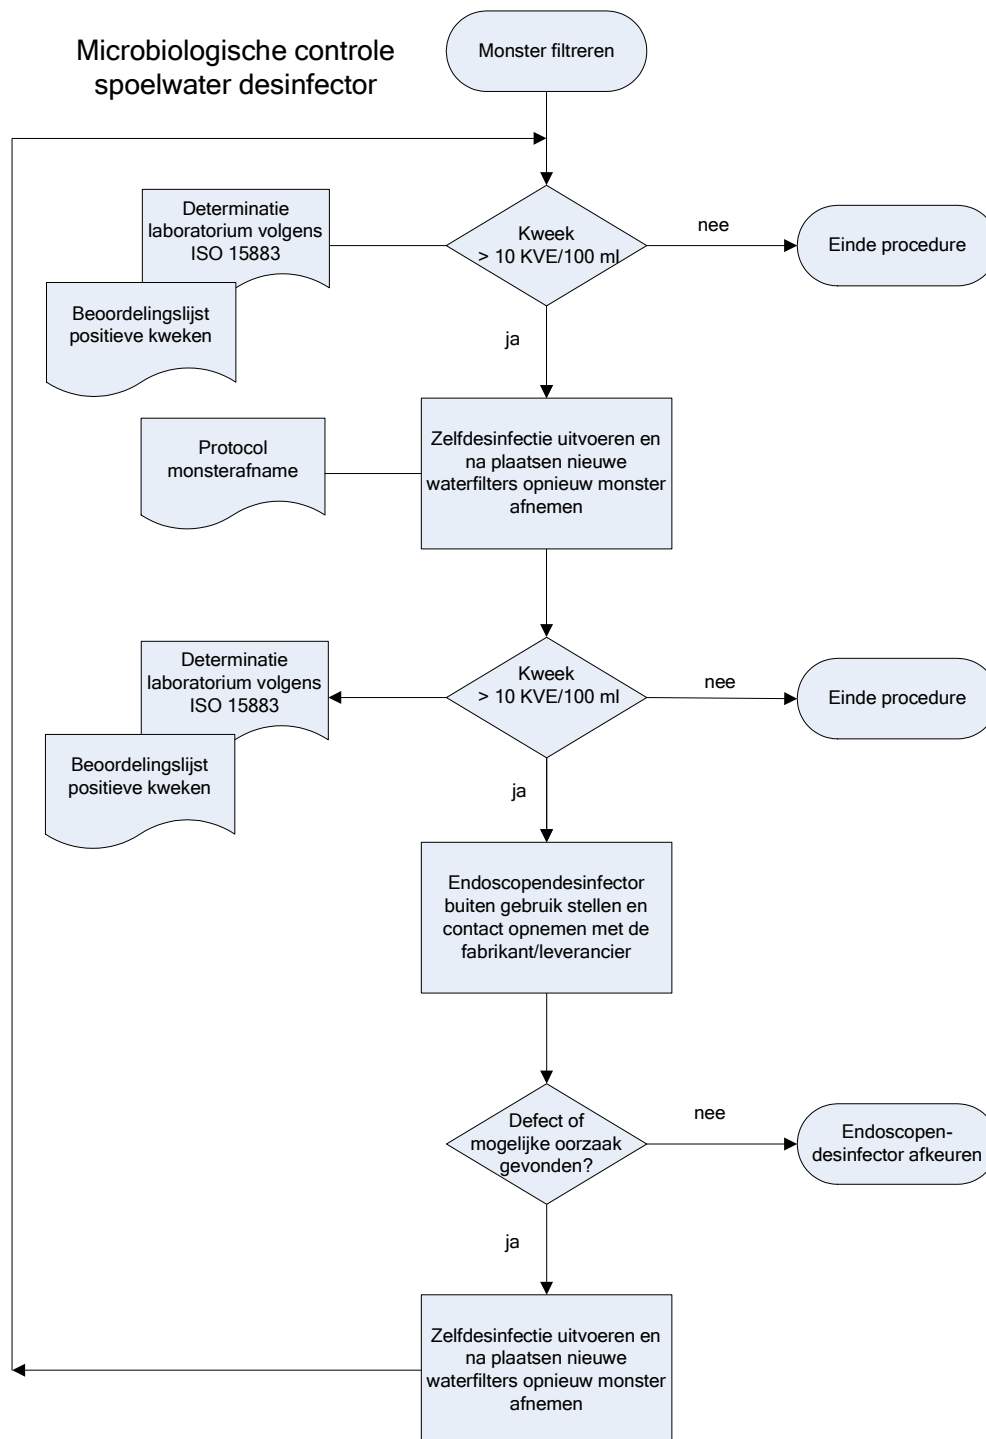 Microbiologische controle
spoelwater desinfector
Monster filtreren
Determinatie
laboratorium volgens
ISO 15883
Beoordelingslijst
positieve kweken
Kweek
> 10 KVE/100 ml
nee
Einde procedure
ja
Protocol
monsterafname
Zelfdesinfectie uitvoeren en
na plaatsen nieuwe
waterfilters opnieuw monster
afnemen
Determinatie
laboratorium volgens
ISO 15883
Beoordelingslijst
positieve kweken
Kweek
> 10 KVE/100 ml
nee
Einde procedure
ja
Endoscopendesinfector
buiten gebruik stellen en
contact opnemen met de
fabrikant/leverancier
Defect of
mogelijke oorzaak
gevonden?
nee
Endoscopen-
desinfector afkeuren
ja
Zelfdesinfectie uitvoeren en
na plaatsen nieuwe
waterfilters opnieuw monster
afnemen